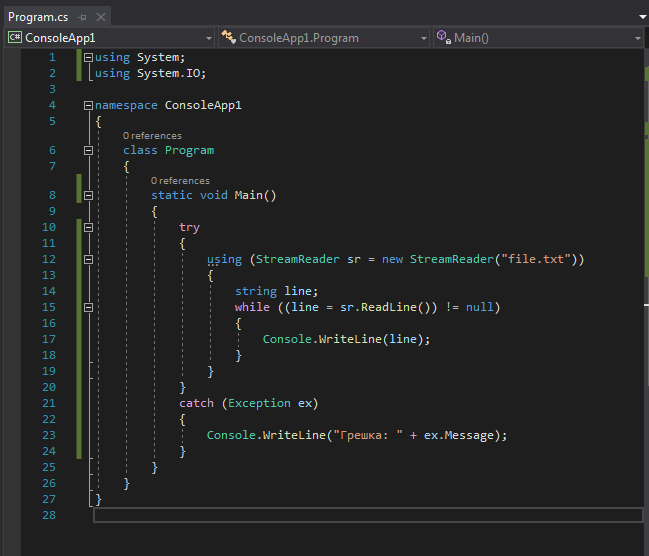 Program.cs
C# ConsoleApp1 ConsoleApp1.Program Main()
1 using System;
2 using System.IO;
3
4 namespace ConsoleApp1
5 {
0 references
6 class Program
7 {
0 references
8 static void Main()
9 {
10 try
11 {
12 using (StreamReader sr = new StreamReader("file.txt"))
13 {
14 string line;
15 while ((line = sr.ReadLine()) != null)
16 {
17 Console.WriteLine(line);
18 }
19 }
20 }
21 catch (Exception ex)
22 {
23 Console.WriteLine("Грешка: " + ex.Message);
24 }
25 }
26 }
27 }
28